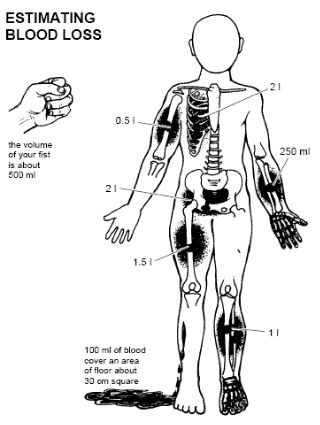 ESTIMATING
BLOOD LOSS
the volume
of your fist
is about
500 ml
0.5 l
2 l
250 ml
2 l
1.5 l
1 l
100 ml of blood
cover an area
of floor about
30 cm square